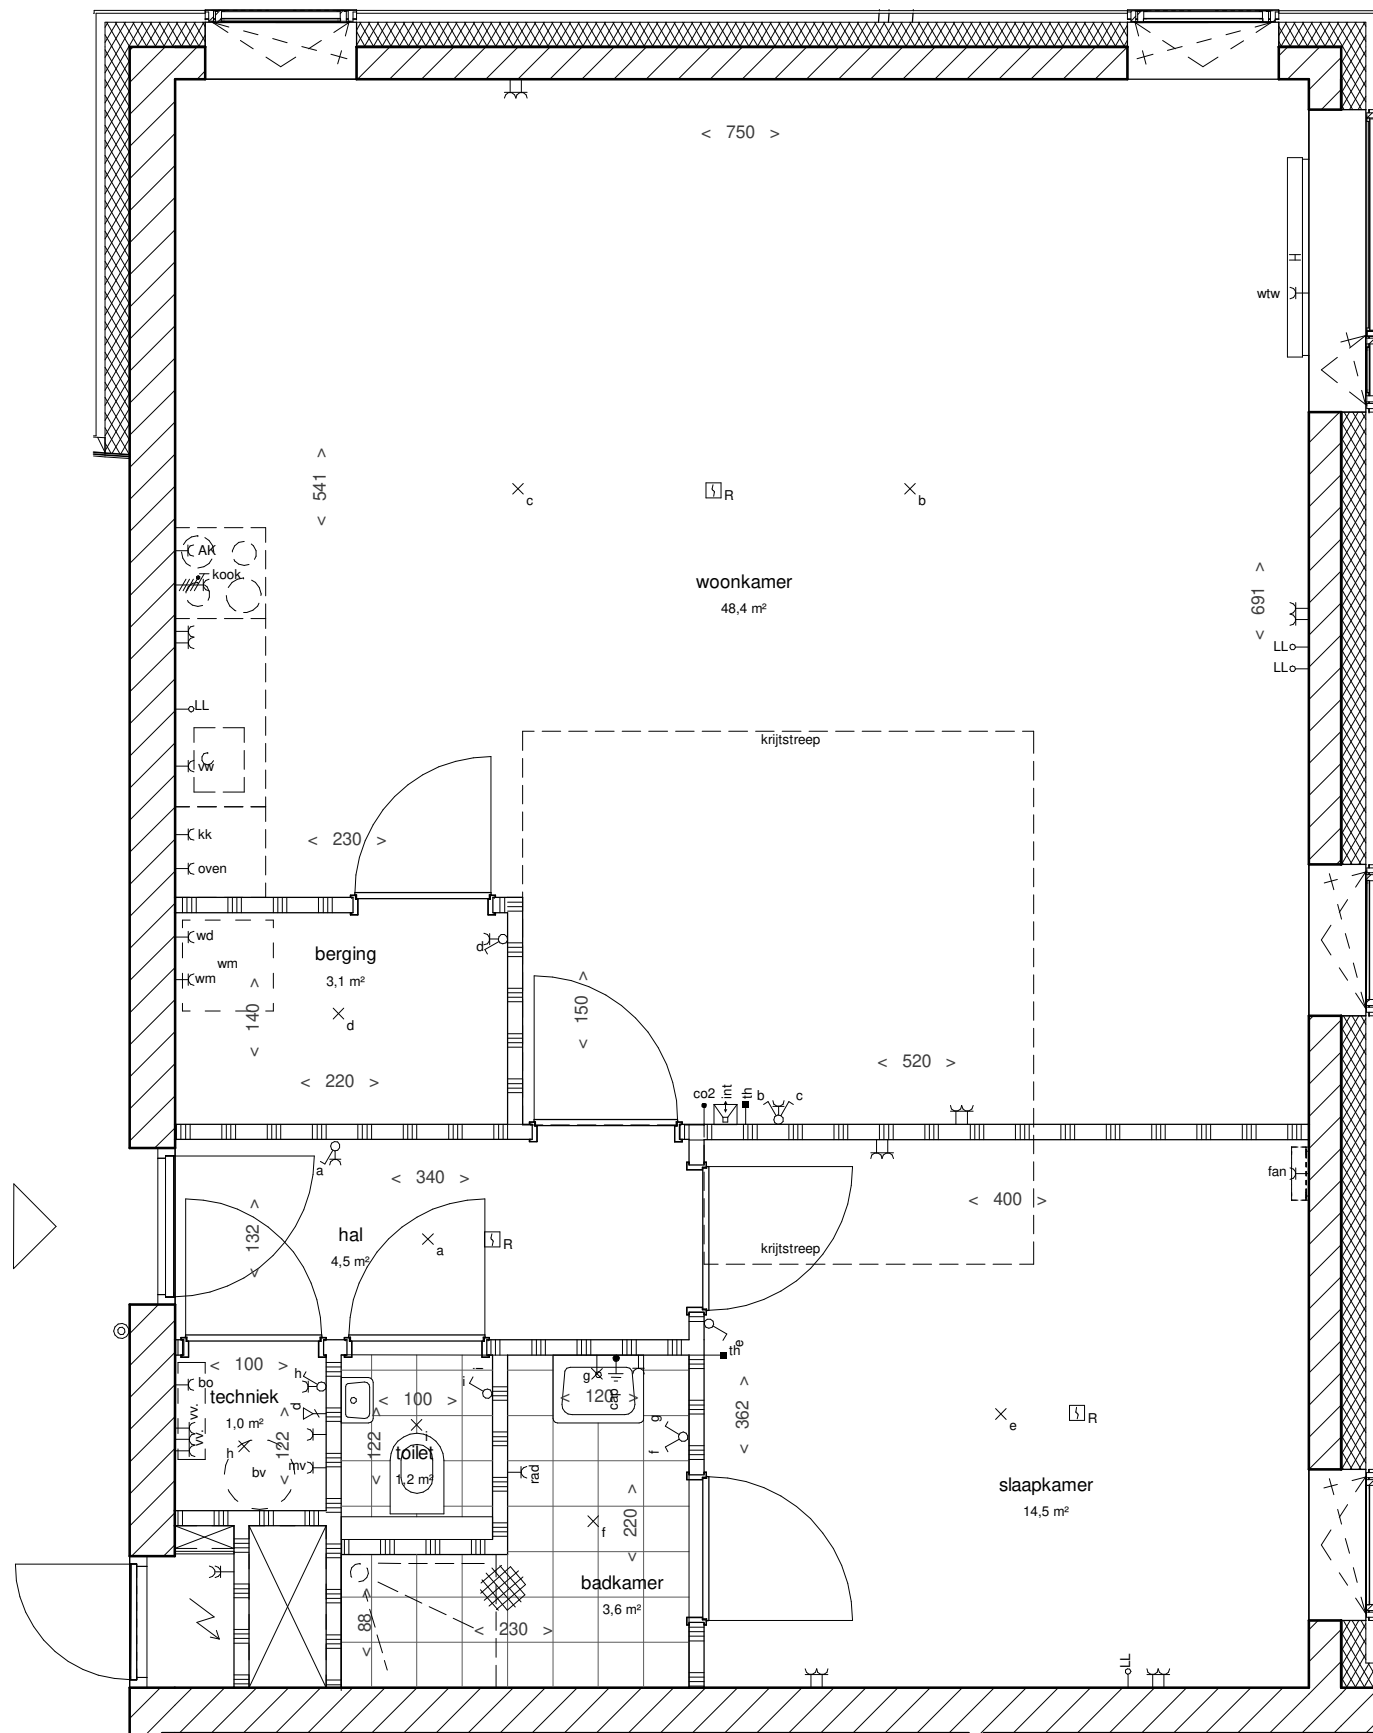 < 750 >
H
wtw
< 541 >
c
R
b
AK
kook.
woonkamer
48,4 m²
< 691 >
LL
LL
LL
krijtstreep
vw
kk
< 230 >
oven
wd
wm
wm
berging
3,1 m²
d
< 140 >
d
< 150 >
< 220 >
< 520 >
co2
int
th
b
c
a
< 340 >
fan
< 400 >
< 132 >
hal
4,5 m²
a
R
krijtstreep
e
th
< 100 >
h
bo
techniek
1,0 m²
d
vv.
vv.
h
bv
< 122 >
mv
i
i
< 100 >
i
toilet
1,2 m²
< 122 >
g
cap
< 120 >
g
f
rad
< 362 >
e
R
slaapkamer
14,5 m²
f
< 220 >
badkamer
3,6 m²
< 88 >
< 230 >
LL